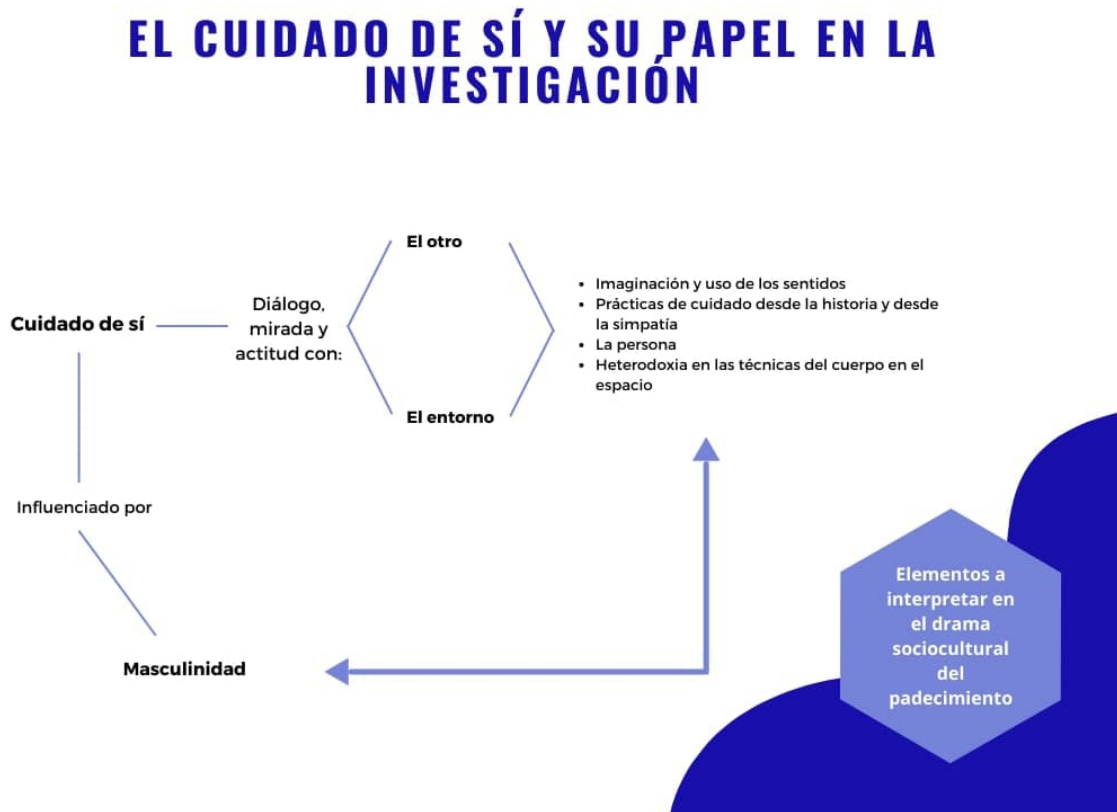 EL CUIDADO DE SÍ Y SU PAPEL EN LA
INVESTIGACIÓN
El otro
Cuidado de sí
Diálogo,
mirada y
actitud con:
• Imaginación y uso de los sentidos
• Prácticas de cuidado desde la historia y desde
la simpatía
• La persona
• Heterodoxia en las técnicas del cuerpo en el
espacio
El entorno
Influenciado por
Masculinidad
Elementos a
interpretar en
el drama
sociocultural
del
padecimiento